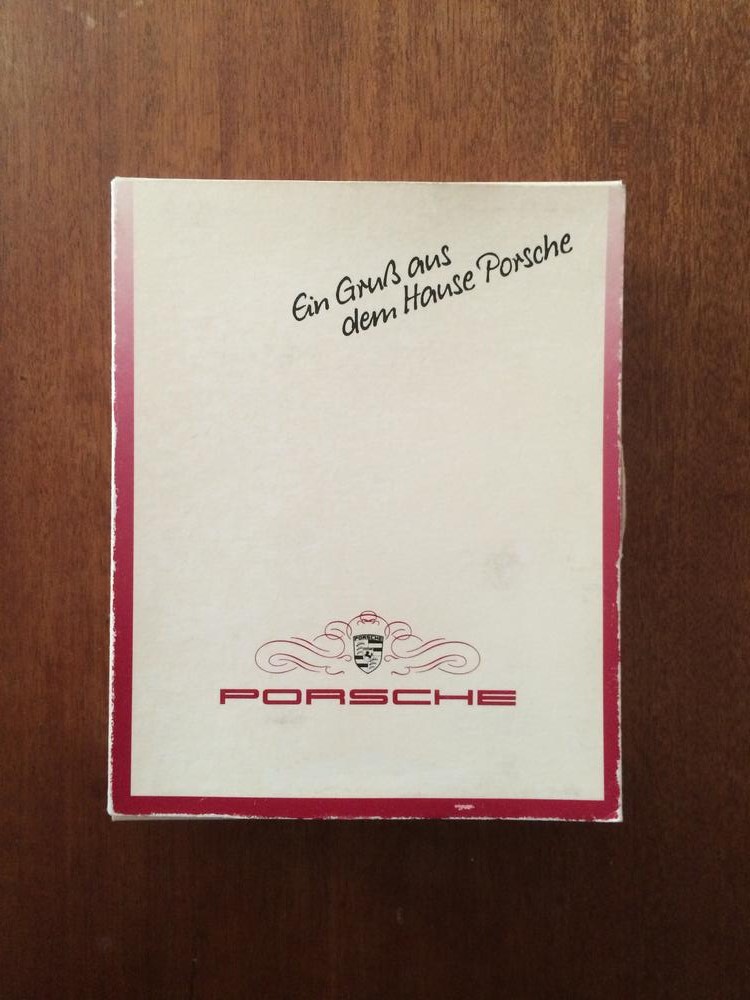 Ein Gruß aus
dem Hause Porsche
PORSCHE
PORSCHE